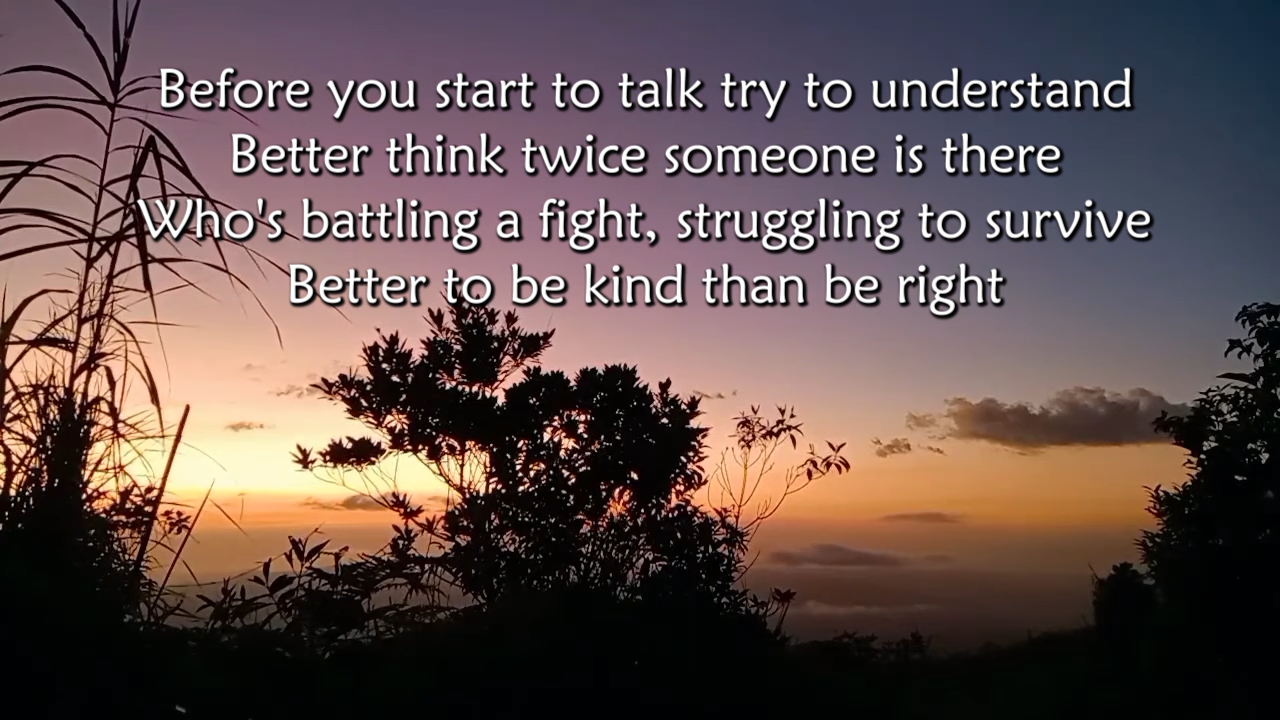 Before you start to talk try to understand
Better think twice someone is there
Who's battling a fight, struggling to survive
Better to be kind than be right